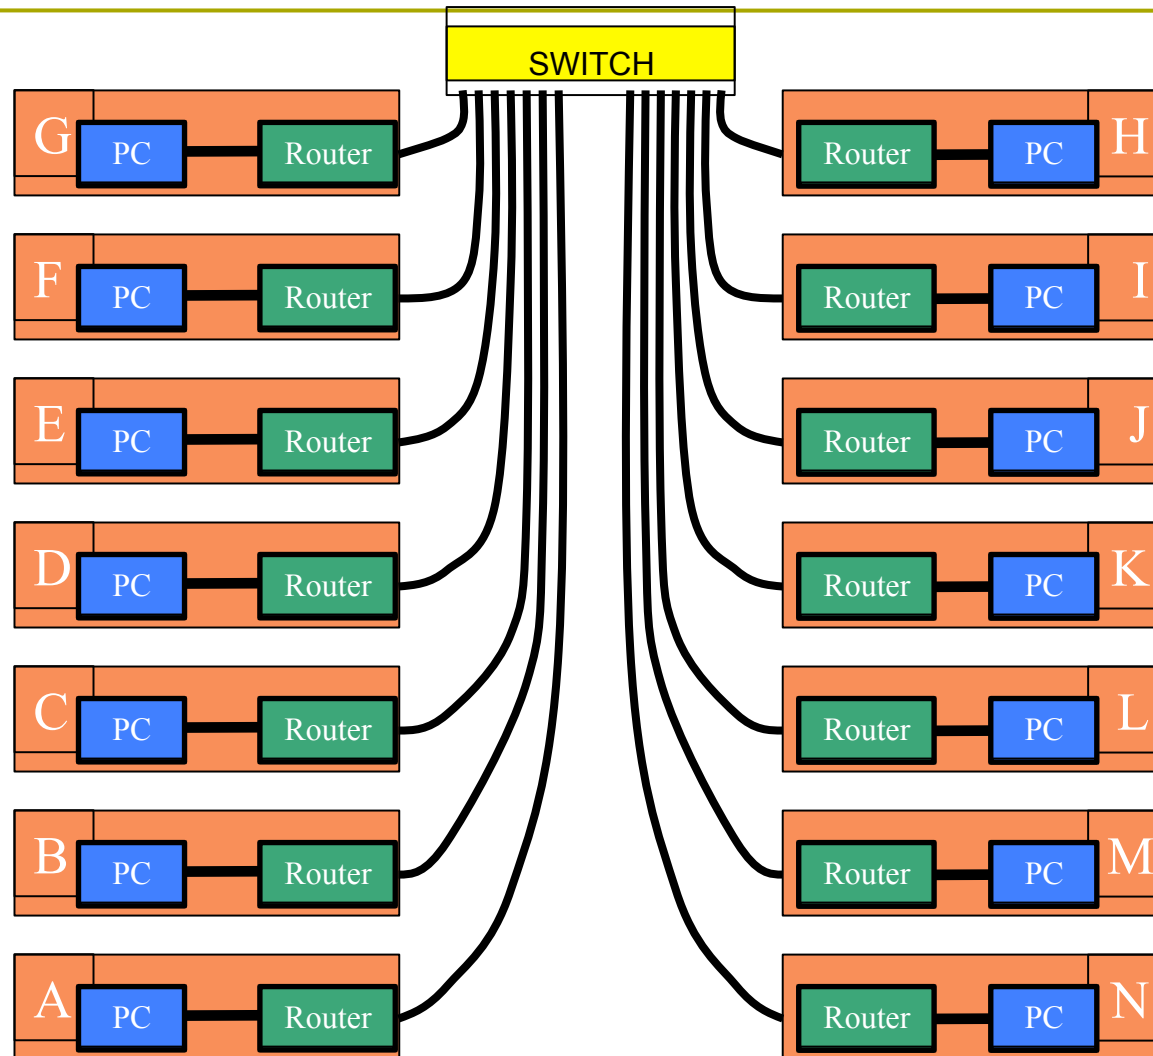 SWITCH
G PC Router Router PC H
F PC Router Router PC I
E PC Router Router PC J
D PC Router Router PC K
C PC Router Router PC L
B PC Router Router PC M
A PC Router Router PC N